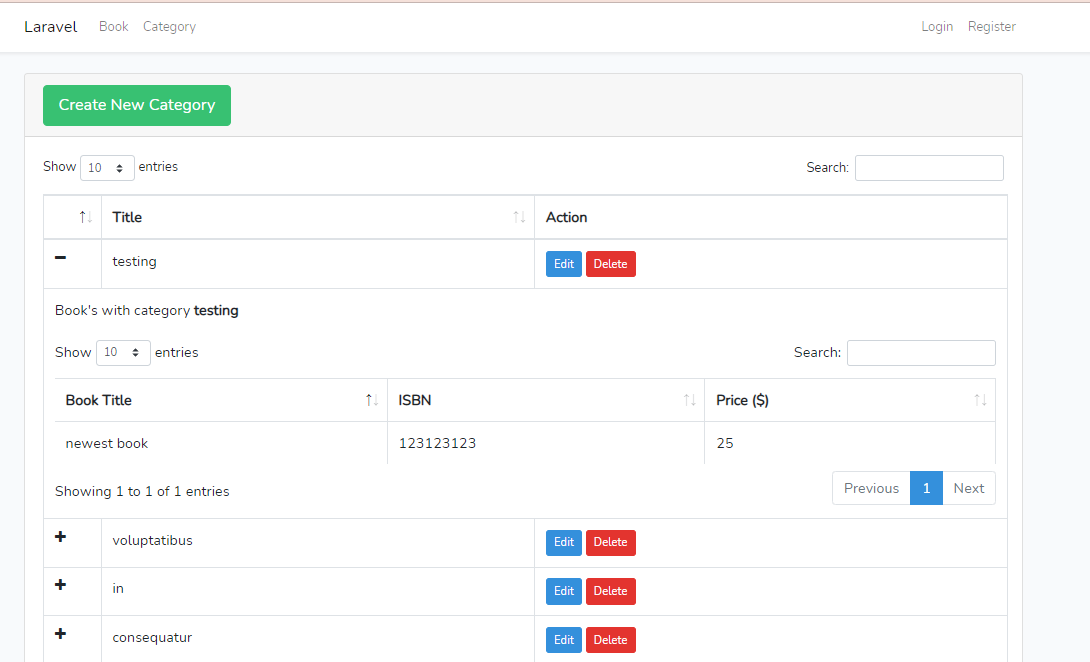 Laravel Book Category Login Register
Create New Category
Show 10 entries Search:
Title Action
testing Edit Delete
Book's with category testing
Show 10 entries Search:
Book Title ISBN Price ($)
newest book 123123123 25
Showing 1 to 1 of 1 entries Previous 1 Next
voluptatibus Edit Delete
in Edit Delete
consequatur Edit Delete